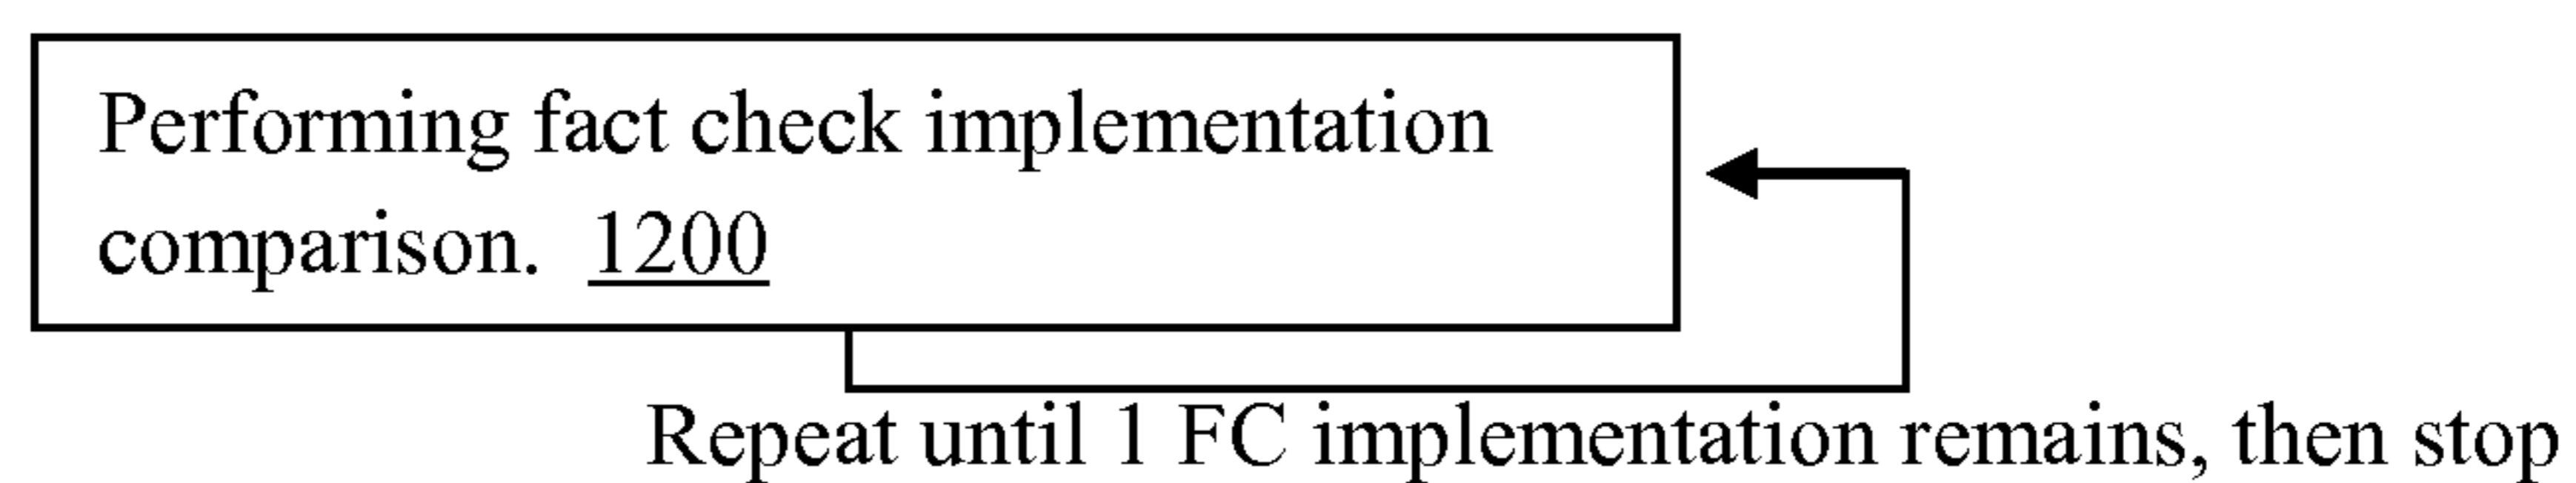 Performing fact check implementation
comparison. 1200
Repeat until 1 FC implementation remains, then stop